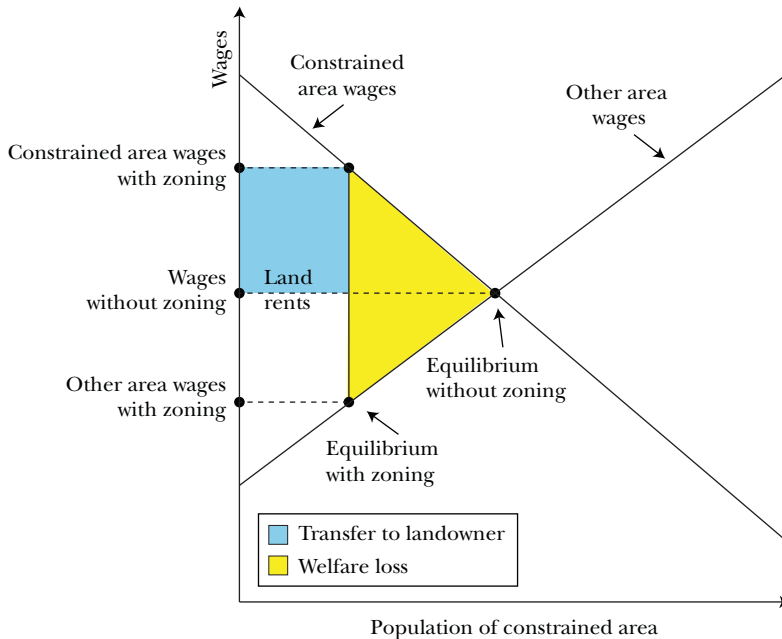 Wages
Constrained
area wages
Other area
wages
Constrained area wages
with zoning
Wages
without zoning
Land
rents
Equilibrium
without zoning
Other area wages
with zoning
Equilibrium
with zoning
Transfer to landowner
Welfare loss
Population of constrained area